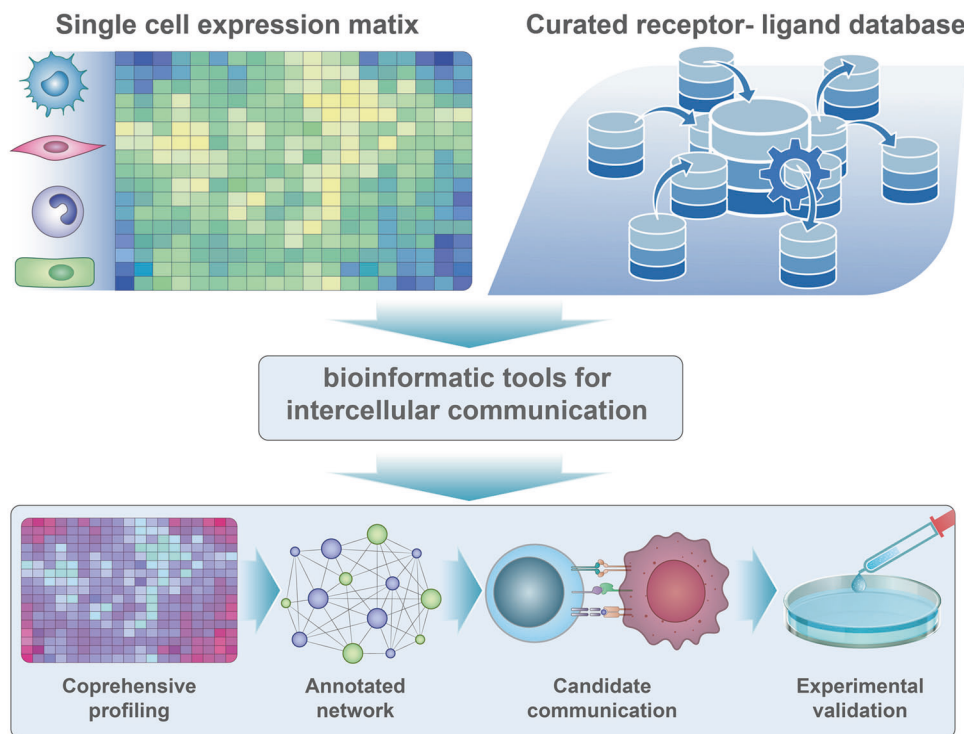 Single cell expression matix
Curated receptor- ligand database
bioinformatic tools for
intercellular communication
Coprehensive
profiling
Annotated
network
Candidate
communication
Experimental
validation